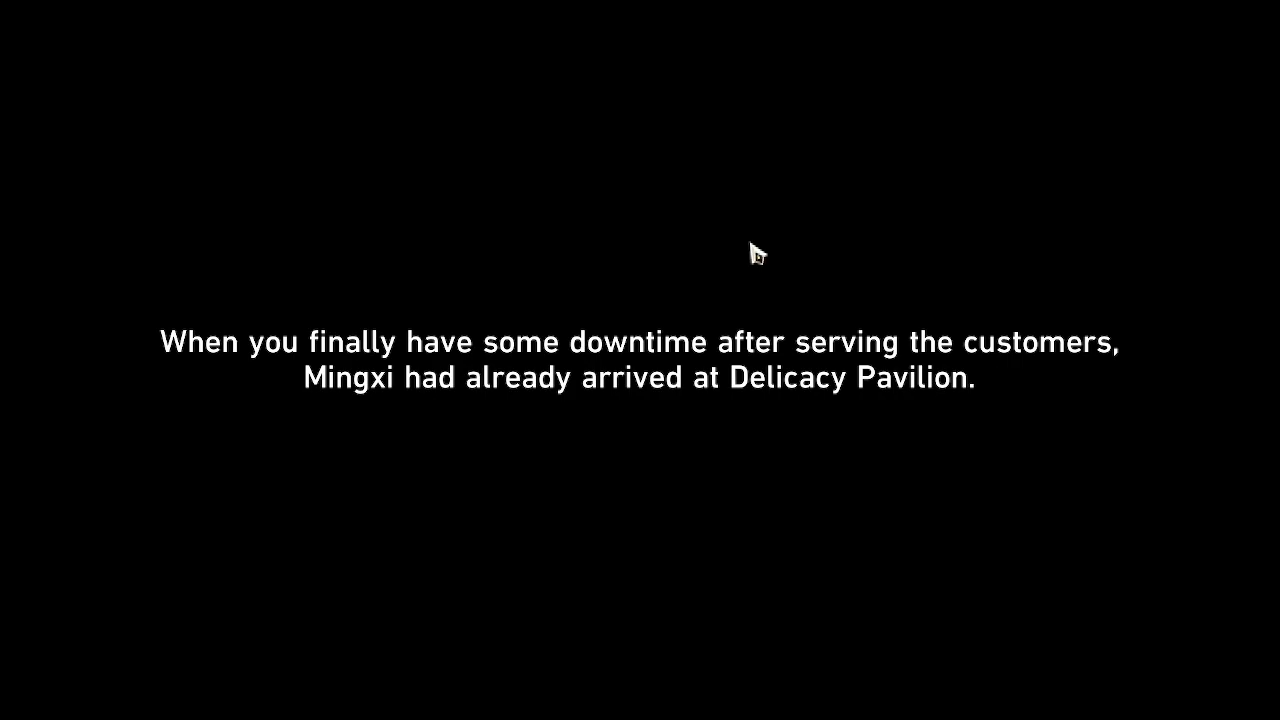 When you finally have some downtime after serving the customers,
Mingxi had already arrived at Delicacy Pavilion.